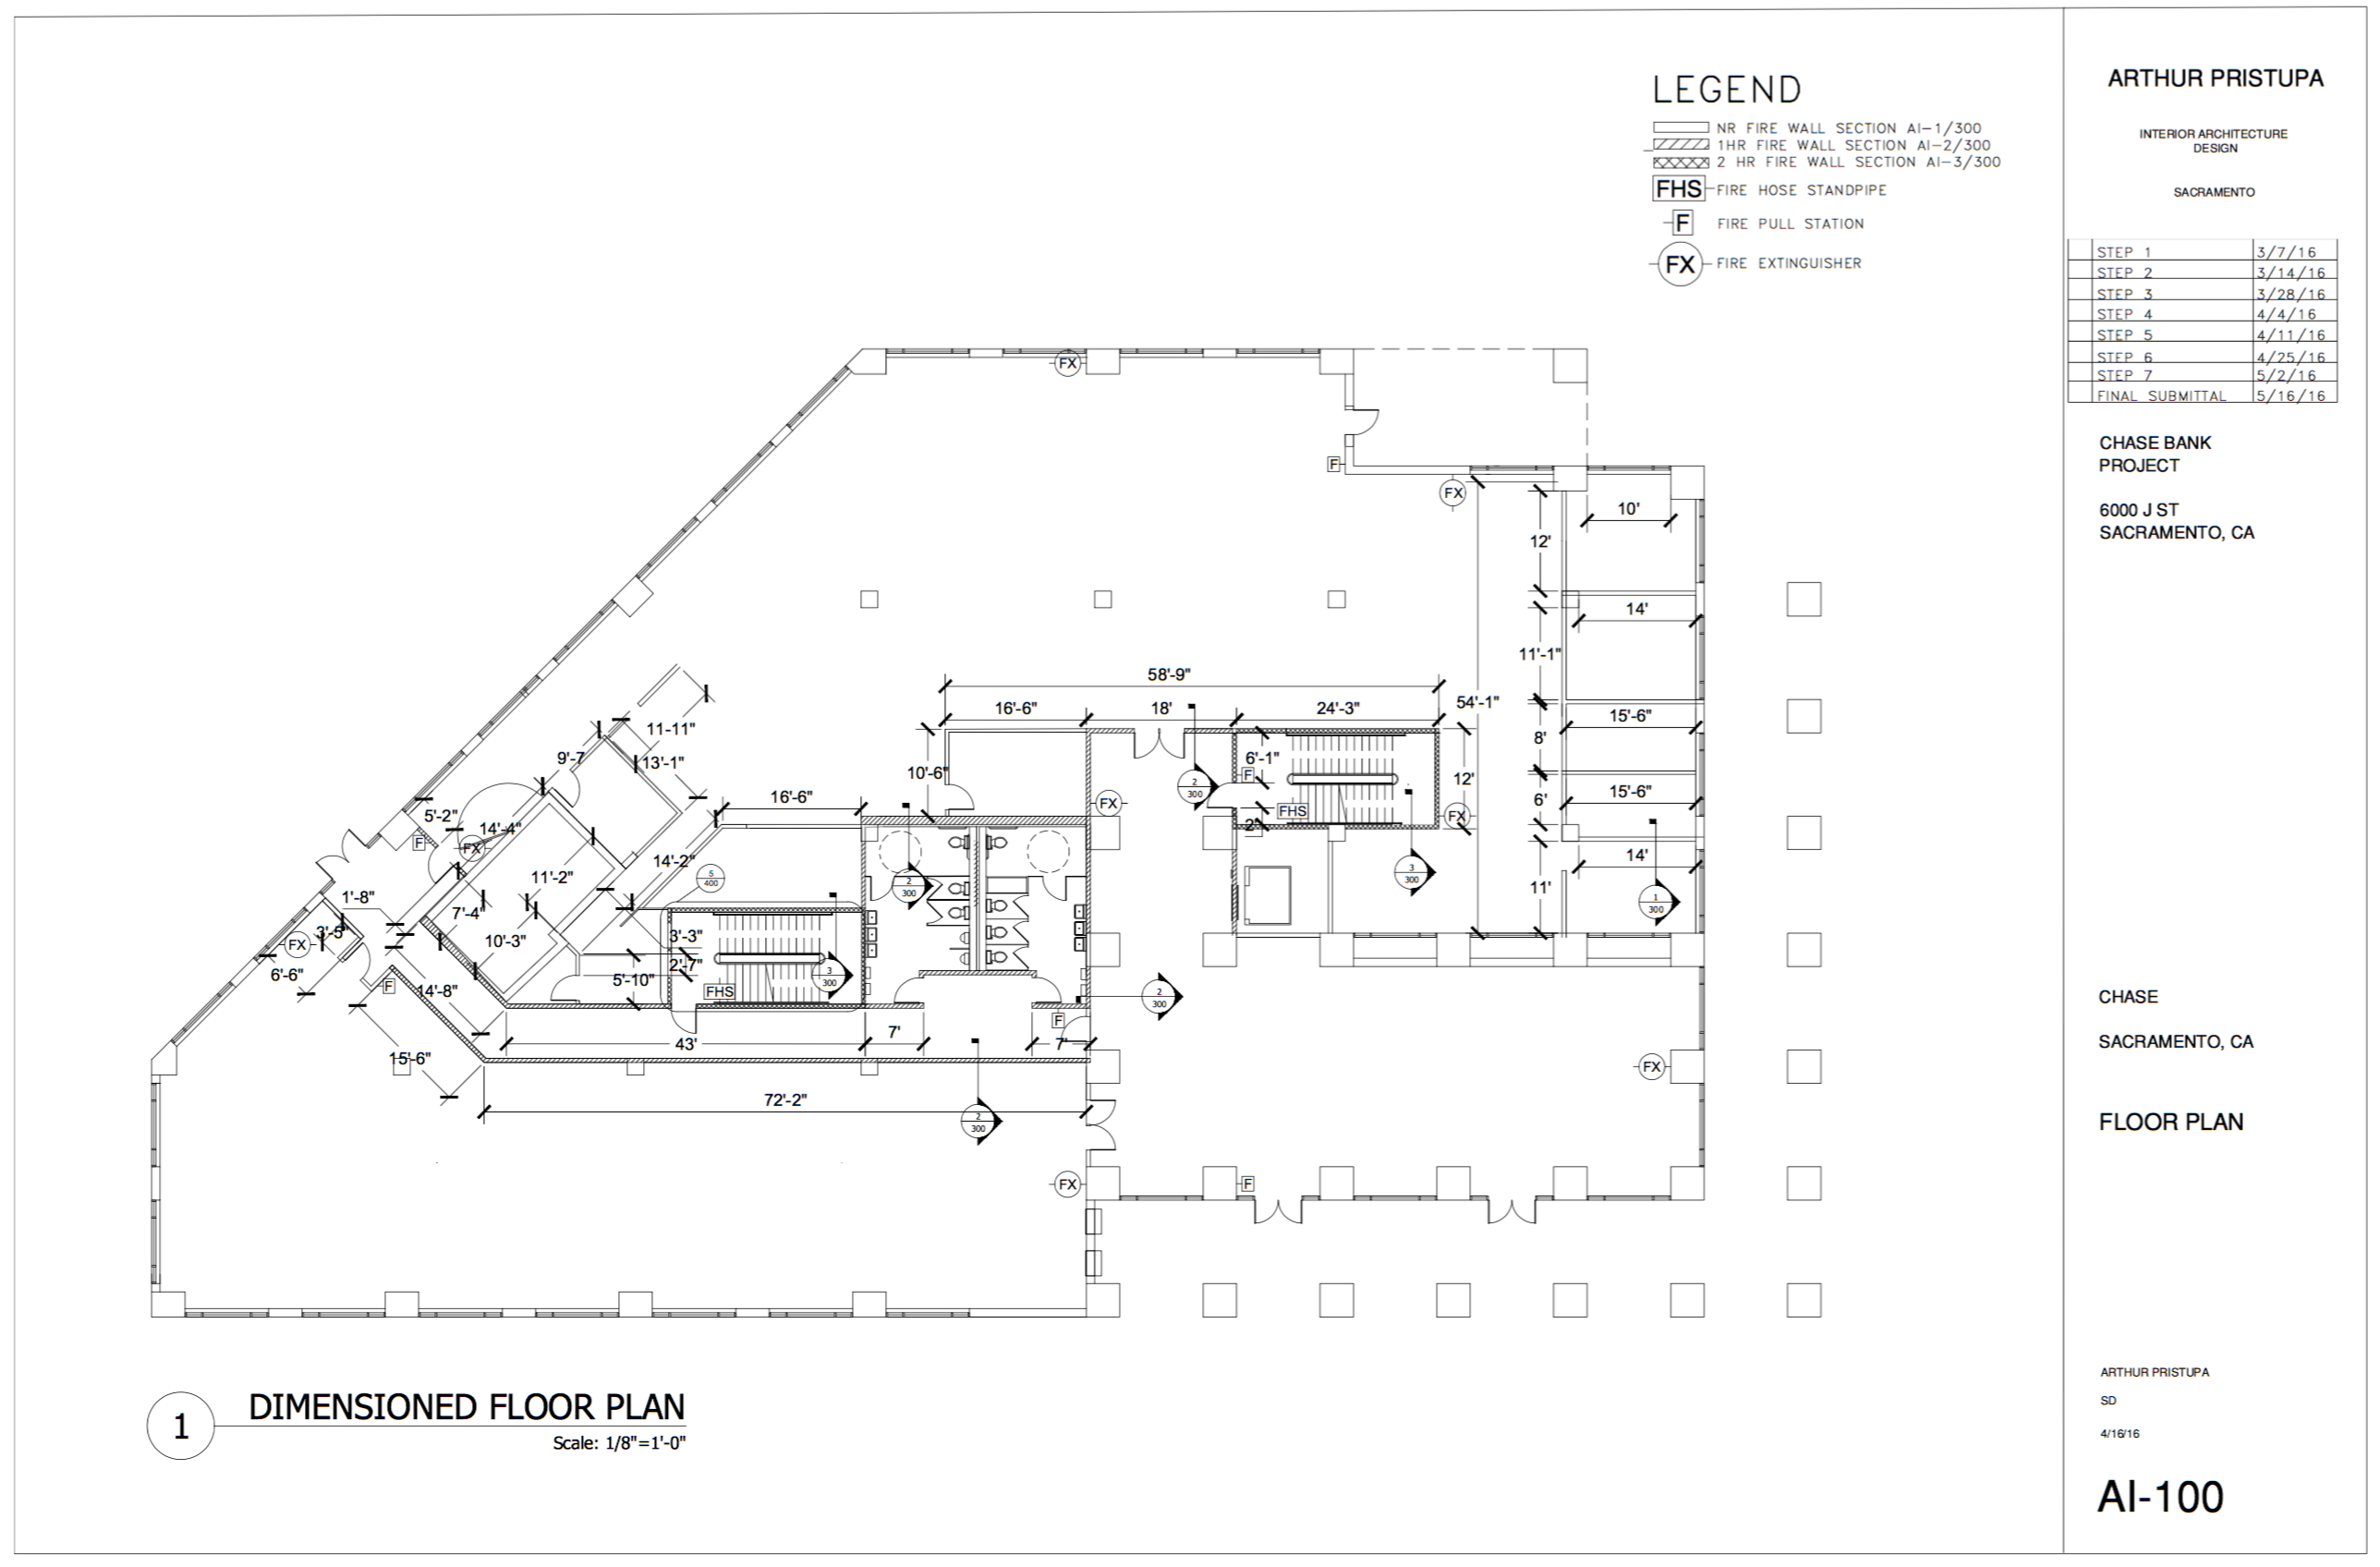 LEGEND
NR FIRE WALL SECTION AI-1/300
1HR FIRE WALL SECTION AI-2/300
2 HR FIRE WALL SECTION AI-3/300
FHS FIRE HOSE STANDPIPE
F FIRE PULL STATION
FX FIRE EXTINGUISHER
ARTHUR PRISTUPA
INTERIOR ARCHITECTURE
DESIGN
SACRAMENTO
STEP 1 3/7/16
STEP 2 3/14/16
STEP 3 3/28/16
STEP 4 4/4/16
STEP 5 4/11/16
STEP 6 4/25/16
STEP 7 5/2/16
FINAL SUBMITTAL 5/16/16
CHASE BANK
PROJECT
6000 J ST
SACRAMENTO, CA
CHASE
SACRAMENTO, CA
FLOOR PLAN
ARTHUR PRISTUPA
SD
4/16/16
AI-100
FX
F
FX
10'
12'
14'
11'-1"
58'-9"
54'-1"
16'-6"
18'
24'-3"
15'-6"
11-11"
8'
9'-7
13'-1"
6'-1"
10'-6"
F
12'
2
300
15'-6"
6'
16'-6"
FX
FHS
FX
5'-2"
14'-4"
2"
F
FX
14'-2"
14'
11'-2"
5
400
2
300
3
300
11'
1
300
1'-8"
7'-4"
3'-5"
FX
10'-3"
3'-3"
2'-7"
6'-6"
5'-10"
3
300
F
14'-8"
FHS
2
300
F
7'
43'
7'
15'-6"
FX
72'-2"
2
300
FX
F
1
DIMENSIONED FLOOR PLAN
Scale: 1/8"=1'-0"